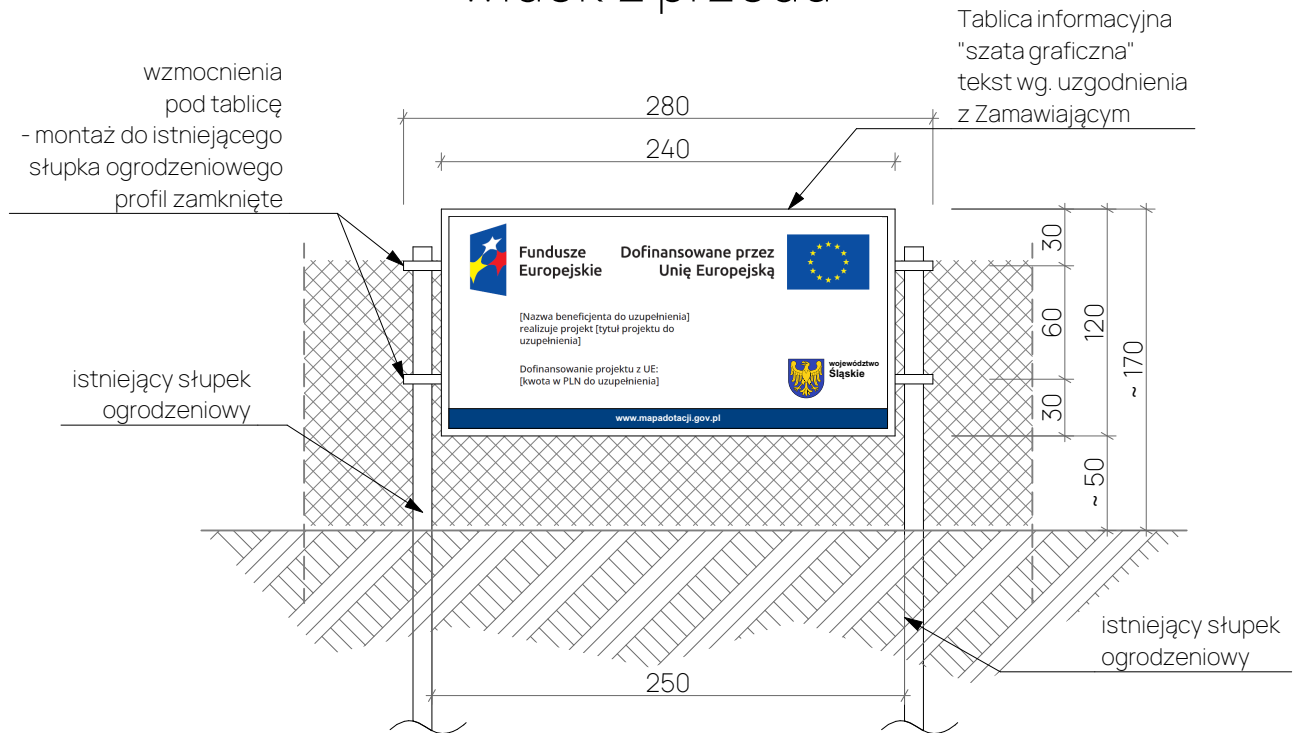 widok z przodu
Tablica informacyjna
"szata graficzna"
tekst wg. uzgodnienia
z Zamawiającym
wzmocnienia
pod tablicę
- montaż do istniejącego
słupka ogrodzeniowego
profil zamknięte
280
240
Fundusze
Europejskie
Dofinansowane przez
Unię Europejską
[Nazwa beneficjenta do uzupełnienia]
realizuje projekt [tytuł projektu do
uzupełnienia]
Dofinansowanie projektu z UE:
[kwota w PLN do uzupełnienia]
województwo
Śląskie
www.mapadotacji.gov.pl
30
60
30
120
~ 170
~ 50
istniejący słupek
ogrodzeniowy
istniejący słupek
ogrodzeniowy
250